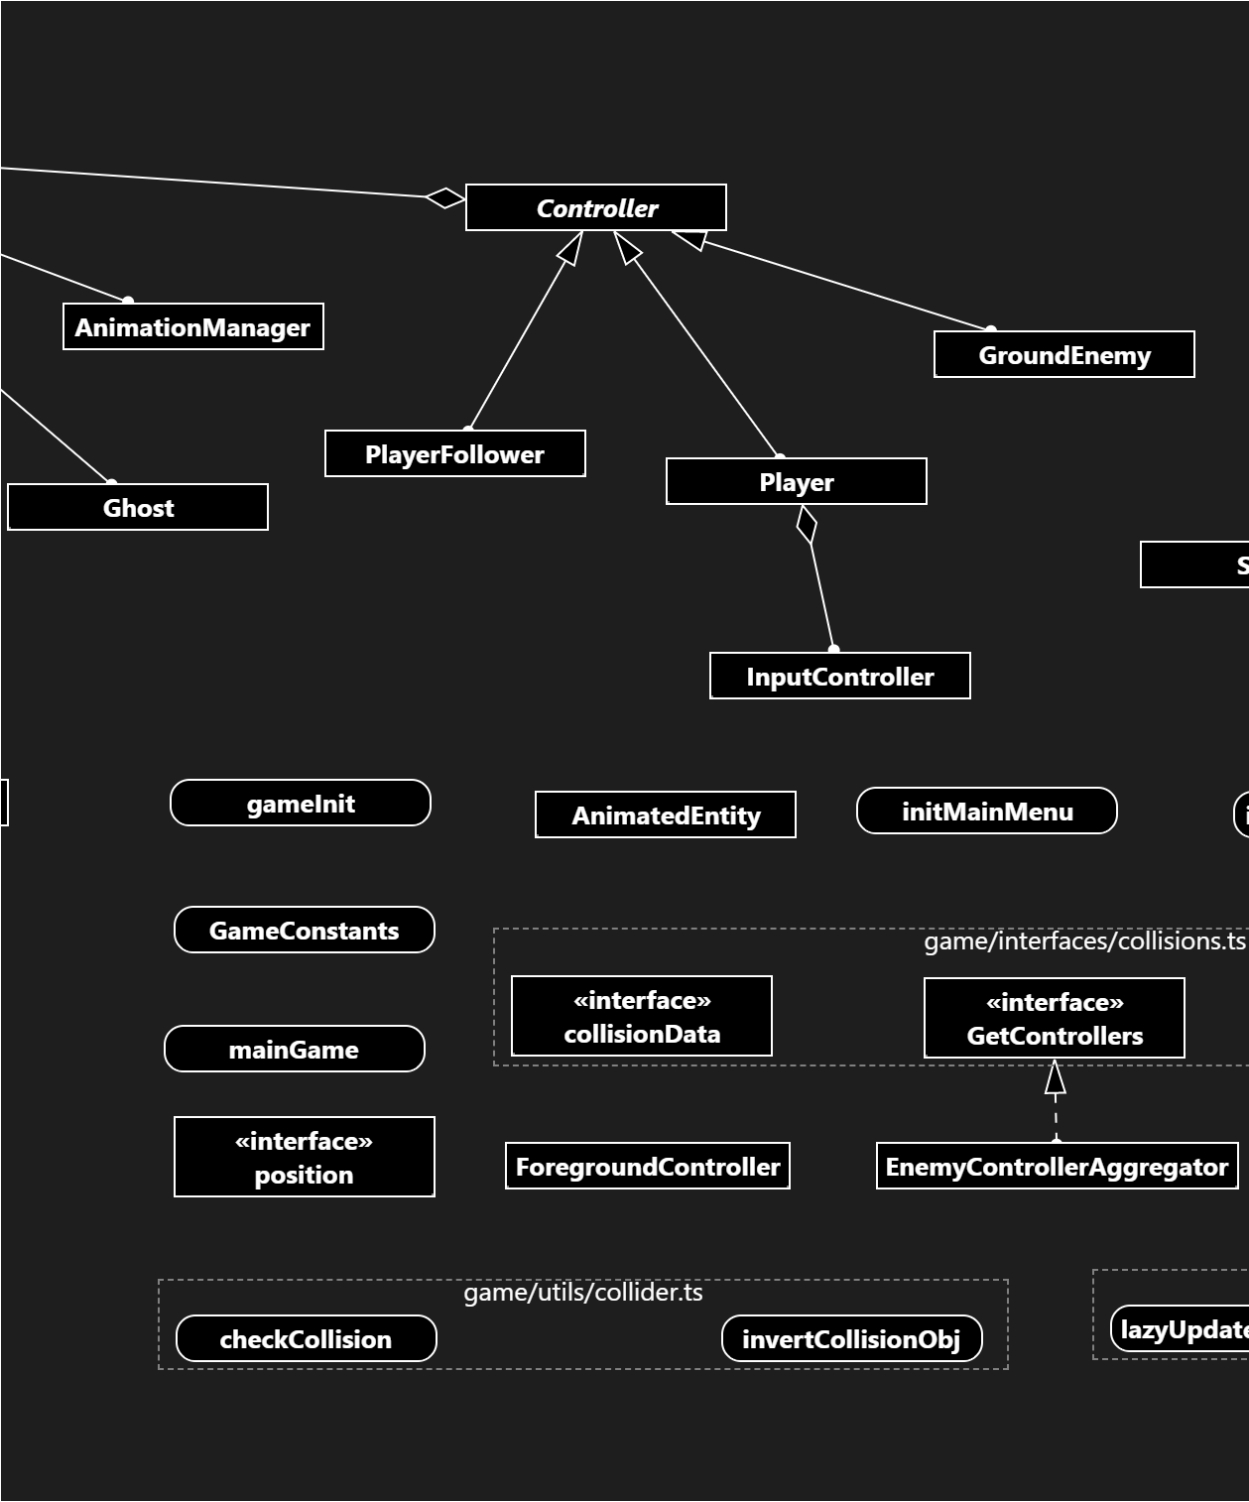 Controller
AnimationManager
GroundEnemy
PlayerFollower
Player
Ghost
InputController
gameInit
AnimatedEntity
initMainMenu
GameConstants
game/interfaces/collisions.ts
«interface»
collisionData
«interface»
GetControllers
mainGame
«interface»
position
ForegroundController
EnemyControllerAggregator
game/utils/collider.ts
checkCollision
invertCollisionObj
lazyUpdate